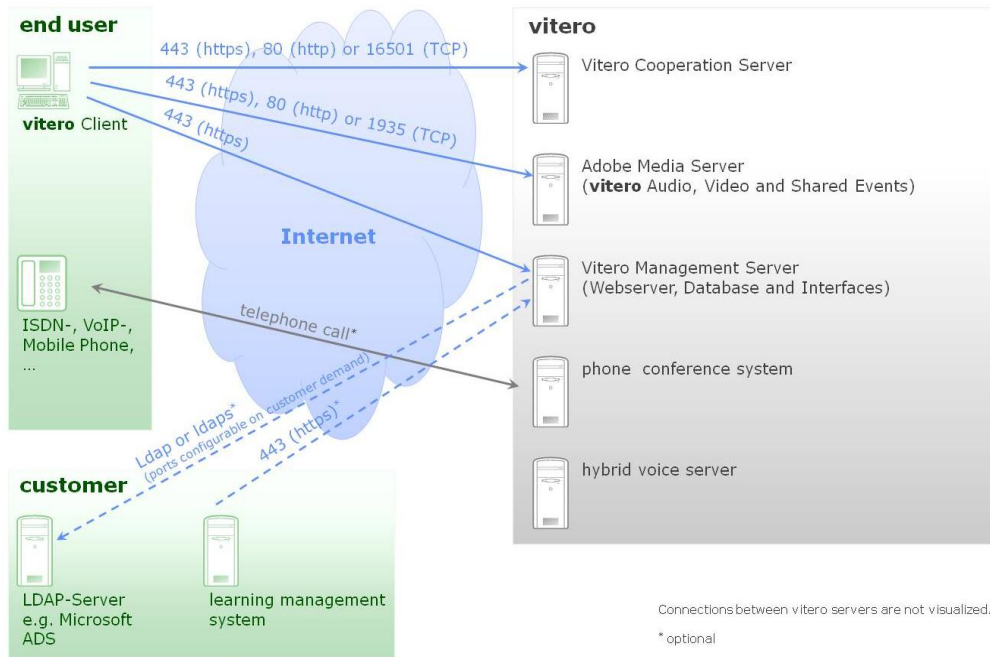 end user
vitero Client
ISDN-, VoIP-,
Mobile Phone,
...
443 (https), 80 (http) or 16501 (TCP)
443 (https), 80 (http) or 1935 (TCP)
443 (https)
Internet
telephone call*
Ldap or ldaps*
(ports configurable on customer demand)
443 (https)*
vitero
Vitero Cooperation Server
Adobe Media Server
(vitero Audio, Video and Shared Events)
Vitero Management Server
(Webserver, Database and Interfaces)
phone conference system
hybrid voice server
customer
LDAP-Server
e.g. Microsoft
ADS
learning management
system
Connections between vitero servers are not visualized.
* optional